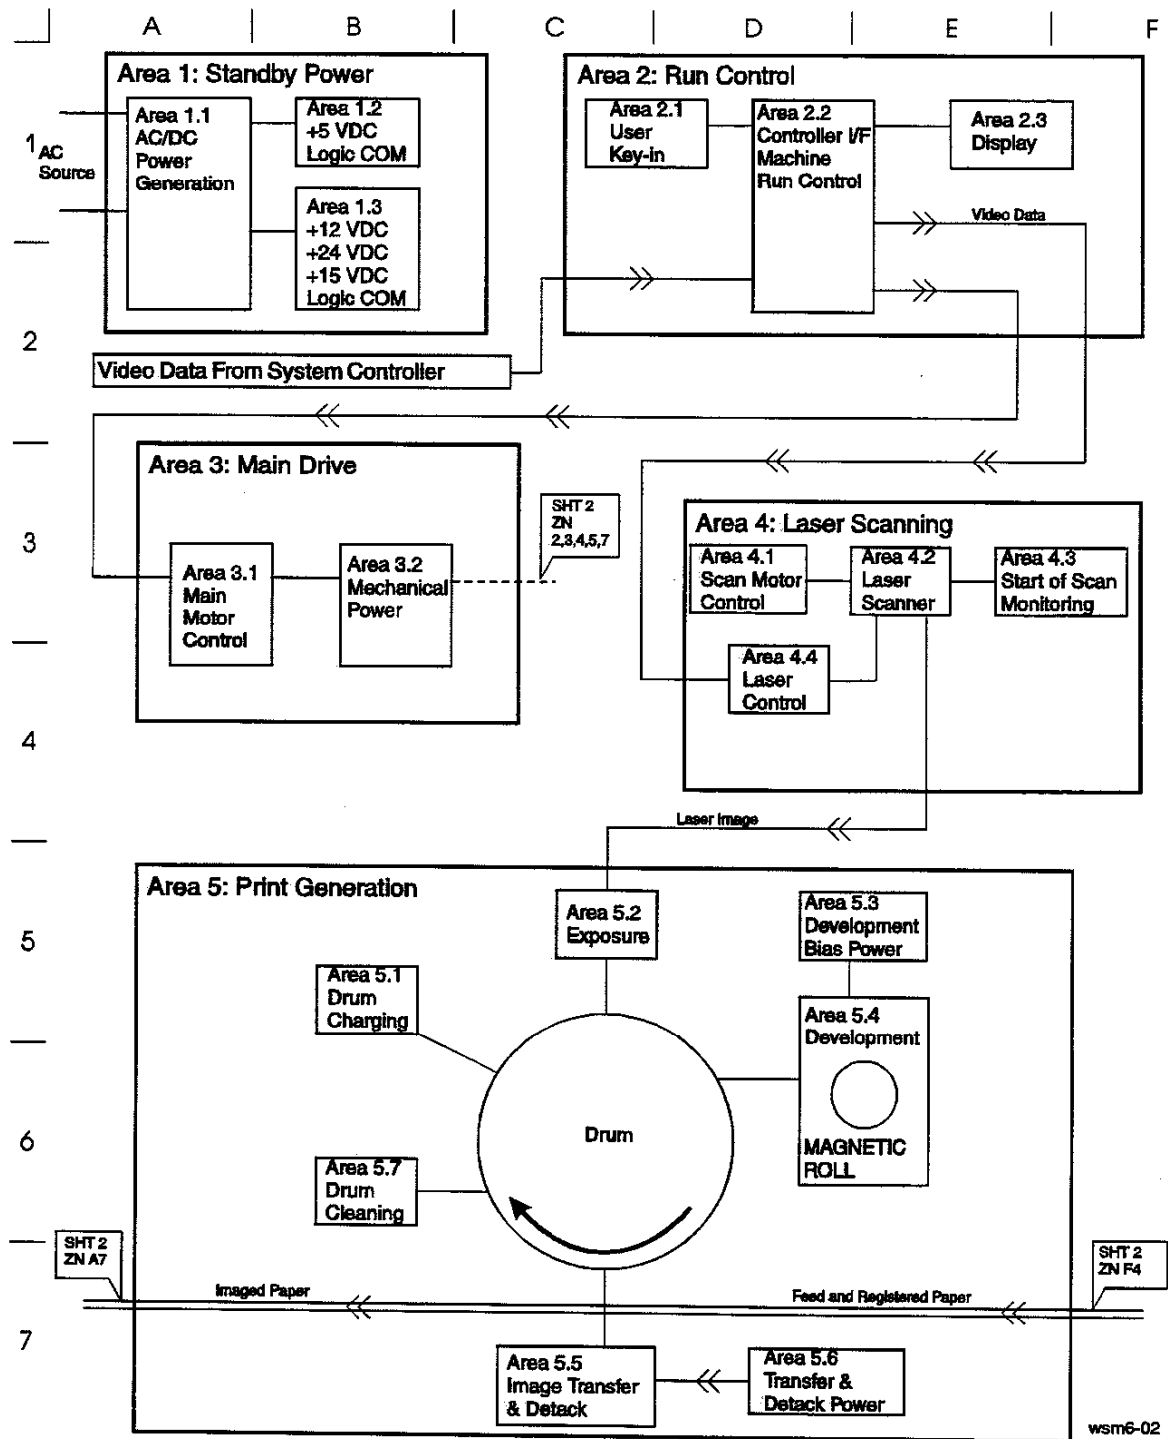 A B C D E F
Area 1: Standby Power
Area 1.1
AC/DC
Power
Generation
Area 1.2
+5 VDC
Logic COM
Area 1.3
+12 VDC
+24 VDC
+15 VDC
Logic COM
1
AC
Source
Area 2: Run Control
Area 2.1
User
Key-in
Area 2.2
Controller I/F
Machine
Run Control
Area 2.3
Display
Video Data
2
Video Data From System Controller
Area 3: Main Drive
Area 3.1
Main
Motor
Control
Area 3.2
Mechanical
Power
SHT 2
ZN
2,3,4,5,7
3
Area 4: Laser Scanning
Area 4.1
Scan Motor
Control
Area 4.2
Laser
Scanner
Area 4.3
Start of Scan
Monitoring
Area 4.4
Laser
Control
4
Laser Image
Area 5: Print Generation
5
Area 5.2
Exposure
Area 5.3
Development
Bias Power
Area 5.1
Drum
Charging
Area 5.4
Development
MAGNETIC
ROLL
6
Drum
Area 5.7
Drum
Cleaning
SHT 2
ZN A7
SHT 2
ZN F4
Imaged Paper
Feed and Registered Paper
7
Area 5.5
Image Transfer
& Detack
Area 5.6
Transfer &
Detack Power
wsm6-02